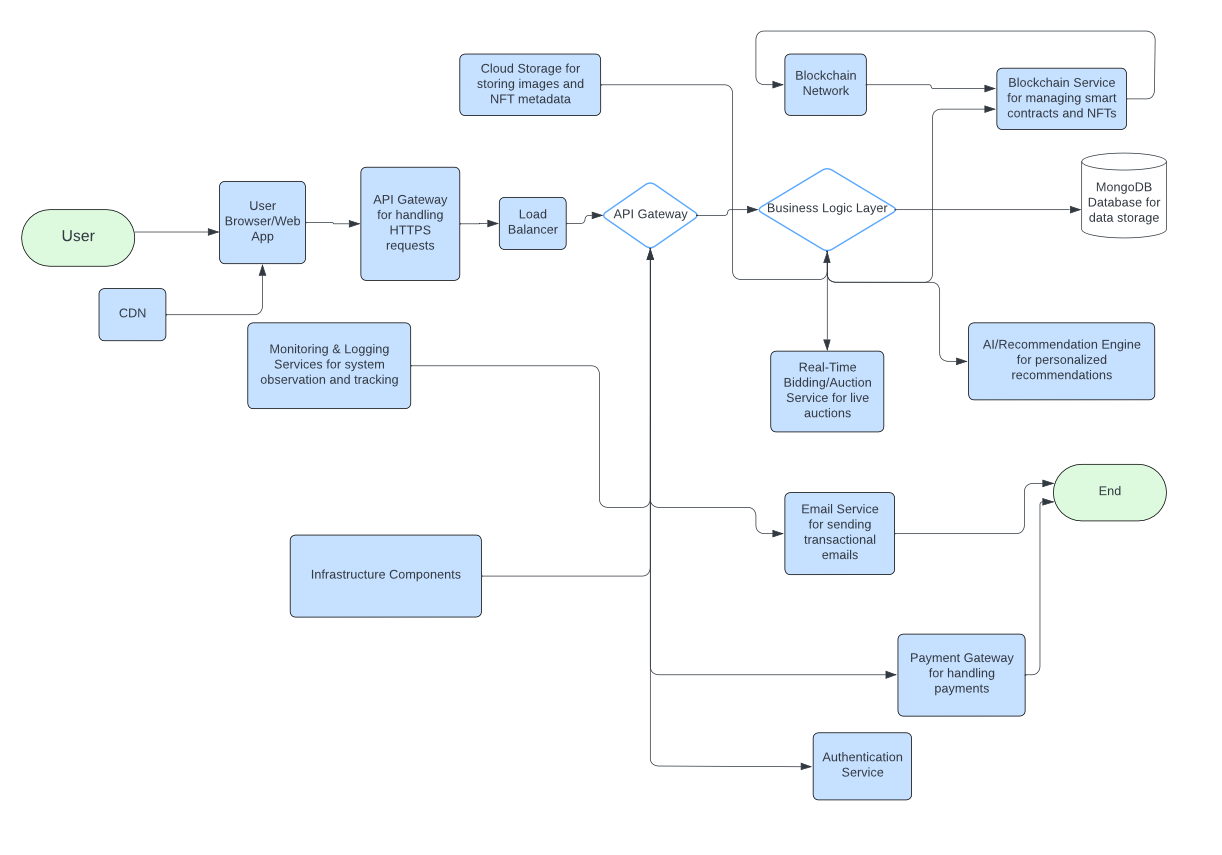 Cloud Storage for
storing images and
NFT metadata
Blockchain
Network
Blockchain Service
for managing smart
contracts and NFTs
User
User
Browser/Web
App
API Gateway
for handling
HTTPS
requests
Load
Balancer
API Gateway
Business Logic Layer
MongoDB
Database for
data storage
CDN
Monitoring & Logging
Services for system
observation and tracking
Real-Time
Bidding/Auction
Service for live
auctions
AI/Recommendation Engine
for personalized
recommendations
Email Service
for sending
transactional
emails
End
Infrastructure Components
Payment Gateway
for handling
payments
Authentication
Service